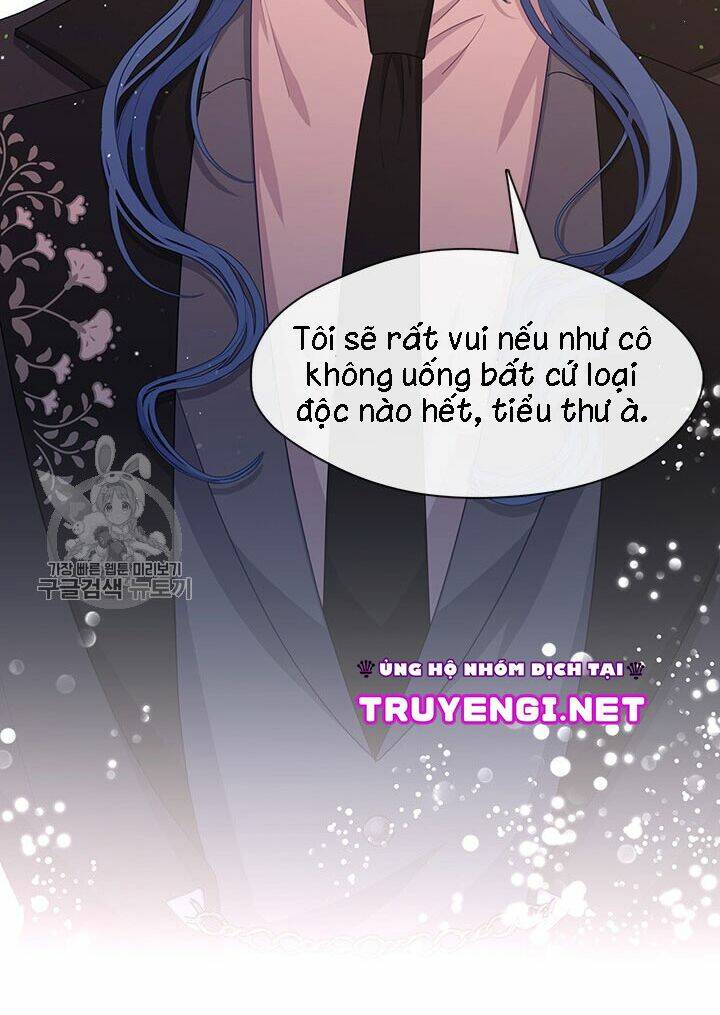 Tôi sẽ rất vui nếu như cô
không uống bất cứ loại
độc nào hết, tiểu thư à.
가장 빠른 웹툰 미리보기
구글검색 뉴토끼
ỦNG HỘ NHÓM DỊCH TẠI
TRUYENGI.NET